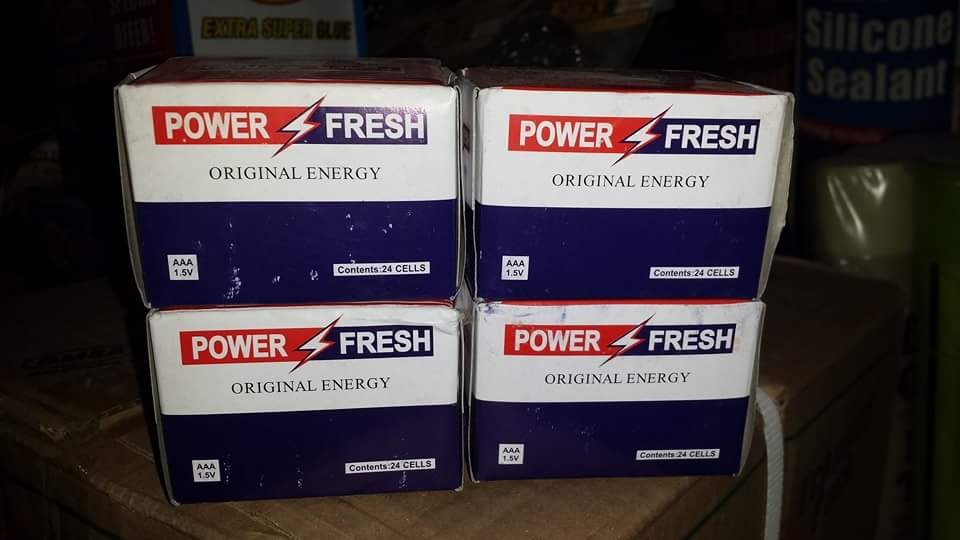 EXTRA SUPER GLUE
Silicone
Sealant
POWER FRESH
ORIGINAL ENERGY
AAA
1.5V
Contents:24 CELLS
POWER FRESH
ORIGINAL ENERGY
AAA
1.5V
Contents:24 CELLS
POWER FRESH
ORIGINAL ENERGY
AAA
1.5V
Contents:24 CELLS
POWER FRESH
ORIGINAL ENERGY
AAA
1.5V
Contents:24 CELLS